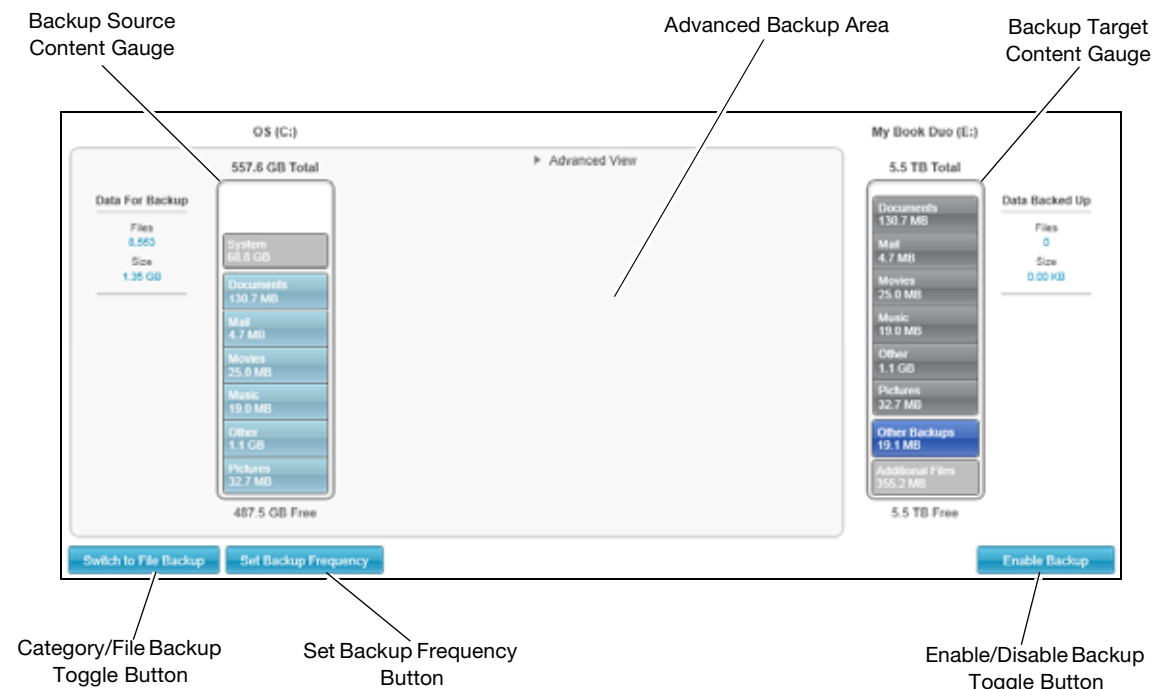 Backup Source
Content Gauge
Advanced Backup Area
Backup Target
Content Gauge
OS (C:)
My Book Duo (E:)
557.6 GB Total
Advanced View
5.5 TB Total
Data For Backup
Files
8,553
Size
1.35 GB
System
68.8 GB
Documents
130.7 MB
Mail
4.7 MB
Movies
25.0 MB
Music
19.0 MB
Other
1.1 GB
Pictures
32.7 MB
487.5 GB Free
Documents
130.7 MB
Mail
4.7 MB
Movies
25.0 MB
Music
19.0 MB
Other
1.1 GB
Pictures
32.7 MB
Other Backups
19.1 MB
Additional Files
355.2 MB
5.5 TB Free
Data Backed Up
Files
0
Size
0.00 KB
Switch to File Backup
Set Backup Frequency
Enable Backup
Category/File Backup
Toggle Button
Set Backup Frequency
Button
Enable/Disable Backup
Toggle Button